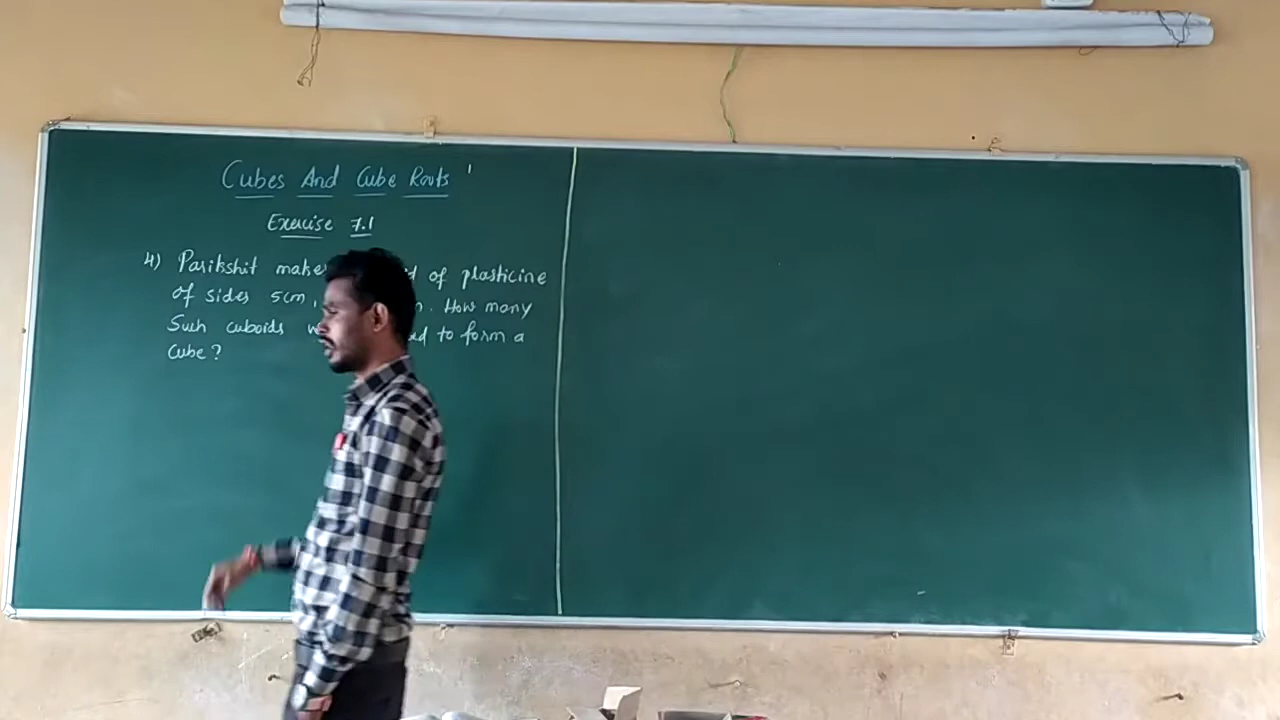 Cubes And Cube Roots
Exercise 7.1
4) Parikshit make of plasticine
of sides 5cm, How many
Such cuboids to form a
Cube?